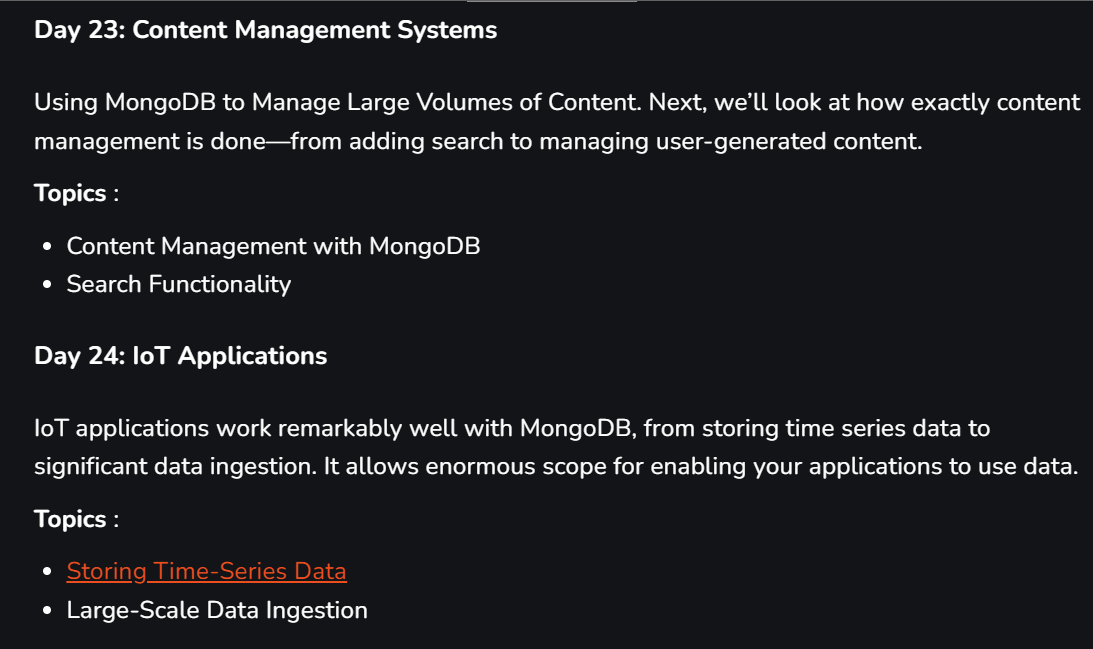 Day 23: Content Management Systems
Using MongoDB to Manage Large Volumes of Content. Next, we’ll look at how exactly content
management is done—from adding search to managing user-generated content.
Topics :
• Content Management with MongoDB
• Search Functionality
Day 24: IoT Applications
IoT applications work remarkably well with MongoDB, from storing time series data to
significant data ingestion. It allows enormous scope for enabling your applications to use data.
Topics :
• Storing Time-Series Data
• Large-Scale Data Ingestion